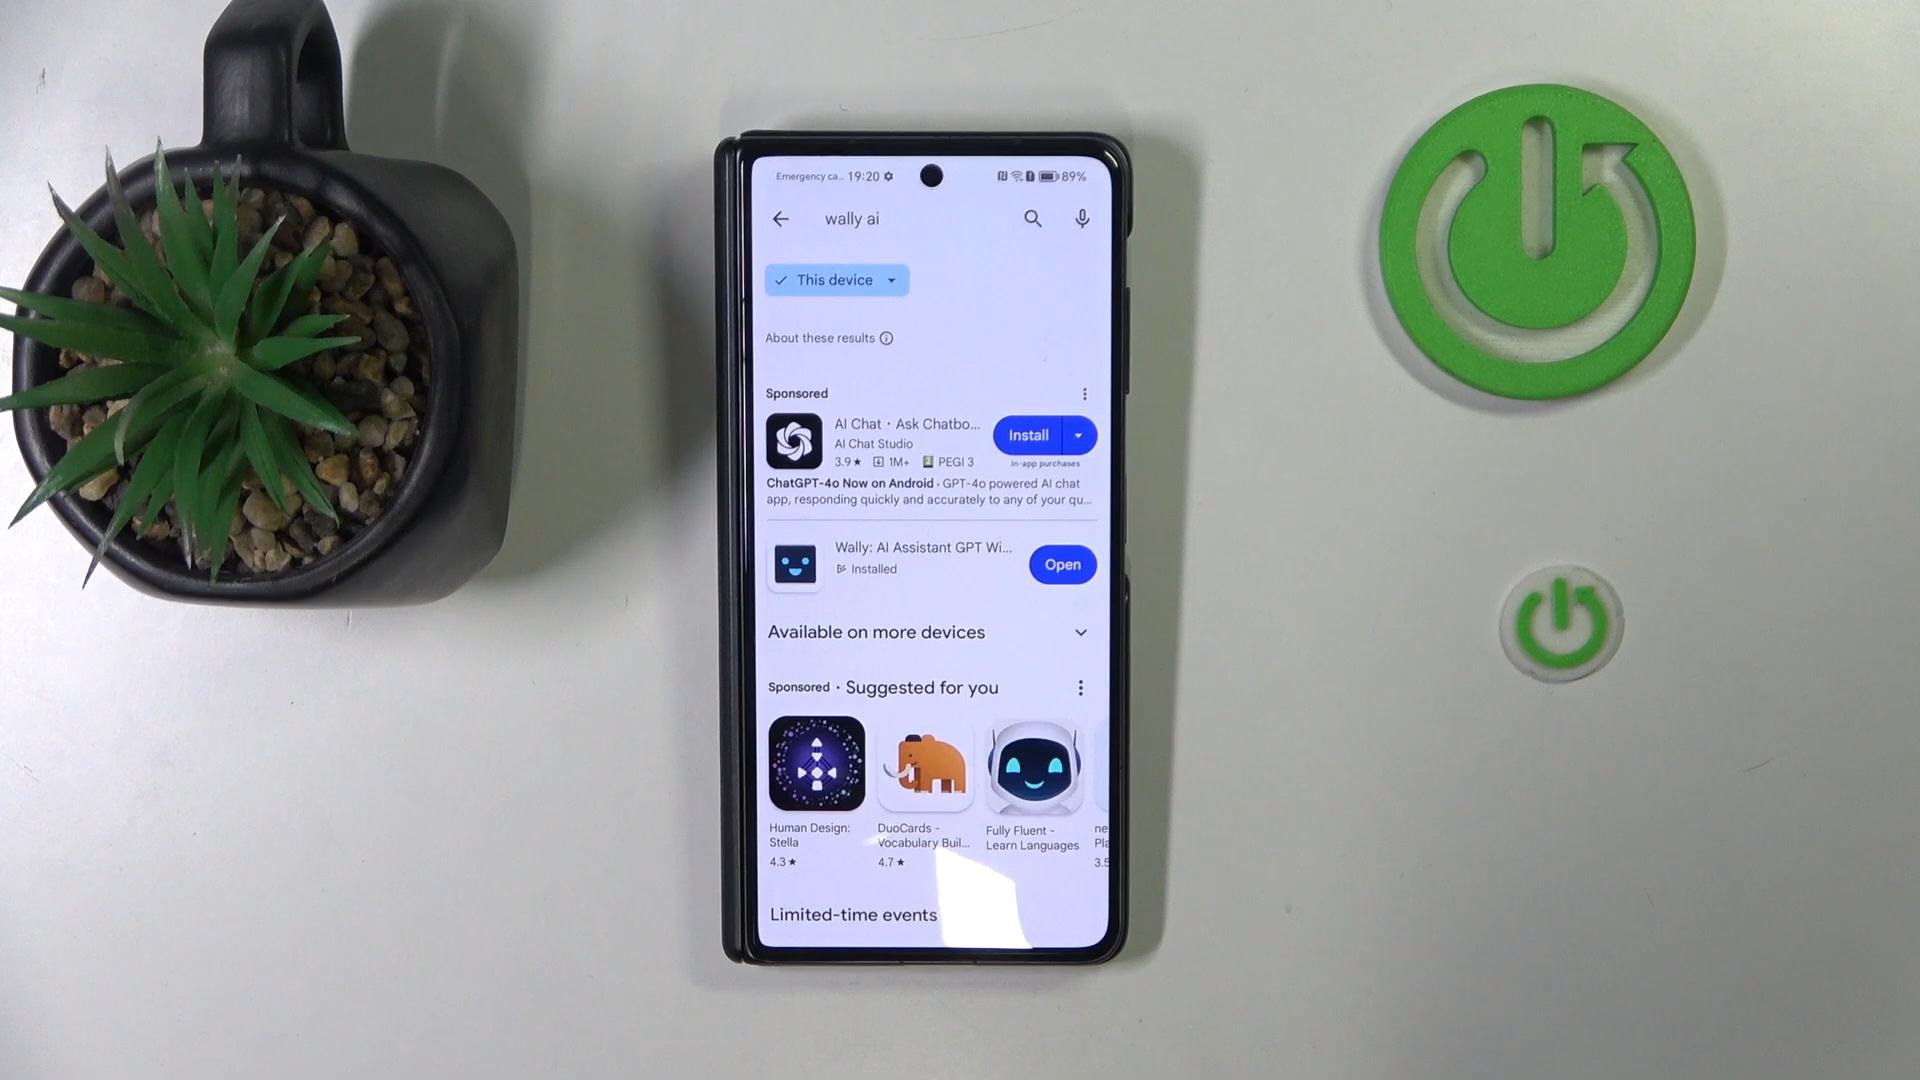 Emergency ca... 19:20 89%
wally ai
This device
About these results
Sponsored
AI Chat • Ask Chatbo...
AI Chat Studio
3.9★ 1M+ PEGI 3
Install
In-app purchases
ChatGPT-4o Now on Android • GPT-4o powered AI chat
app, responding quickly and accurately to any of your qu...
Wally: AI Assistant GPT Wi...
Installed
Open
Available on more devices
Sponsored • Suggested for you
Human Design:
Stella
4.3★
DuoCards -
Vocabulary Buil...
4.7★
Fully Fluent -
Learn Languages
ne
Pla
3.5
Limited-time events